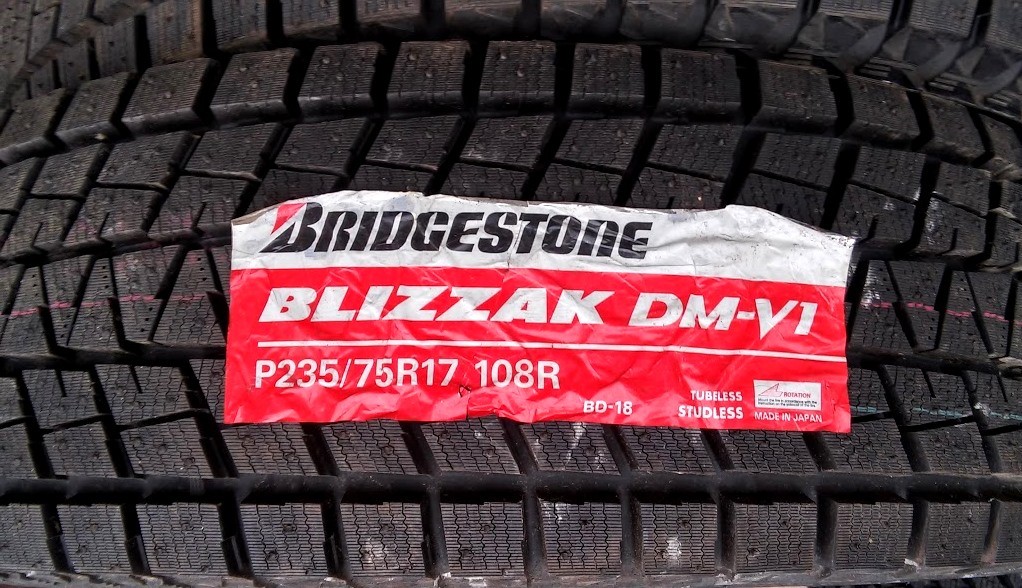 BRIDGESTONE
BLIZZAK DM-V1
P235/75R17 108R
BD-18
TUBELESS
STUDLESS
ROTATION
MADE IN JAPAN